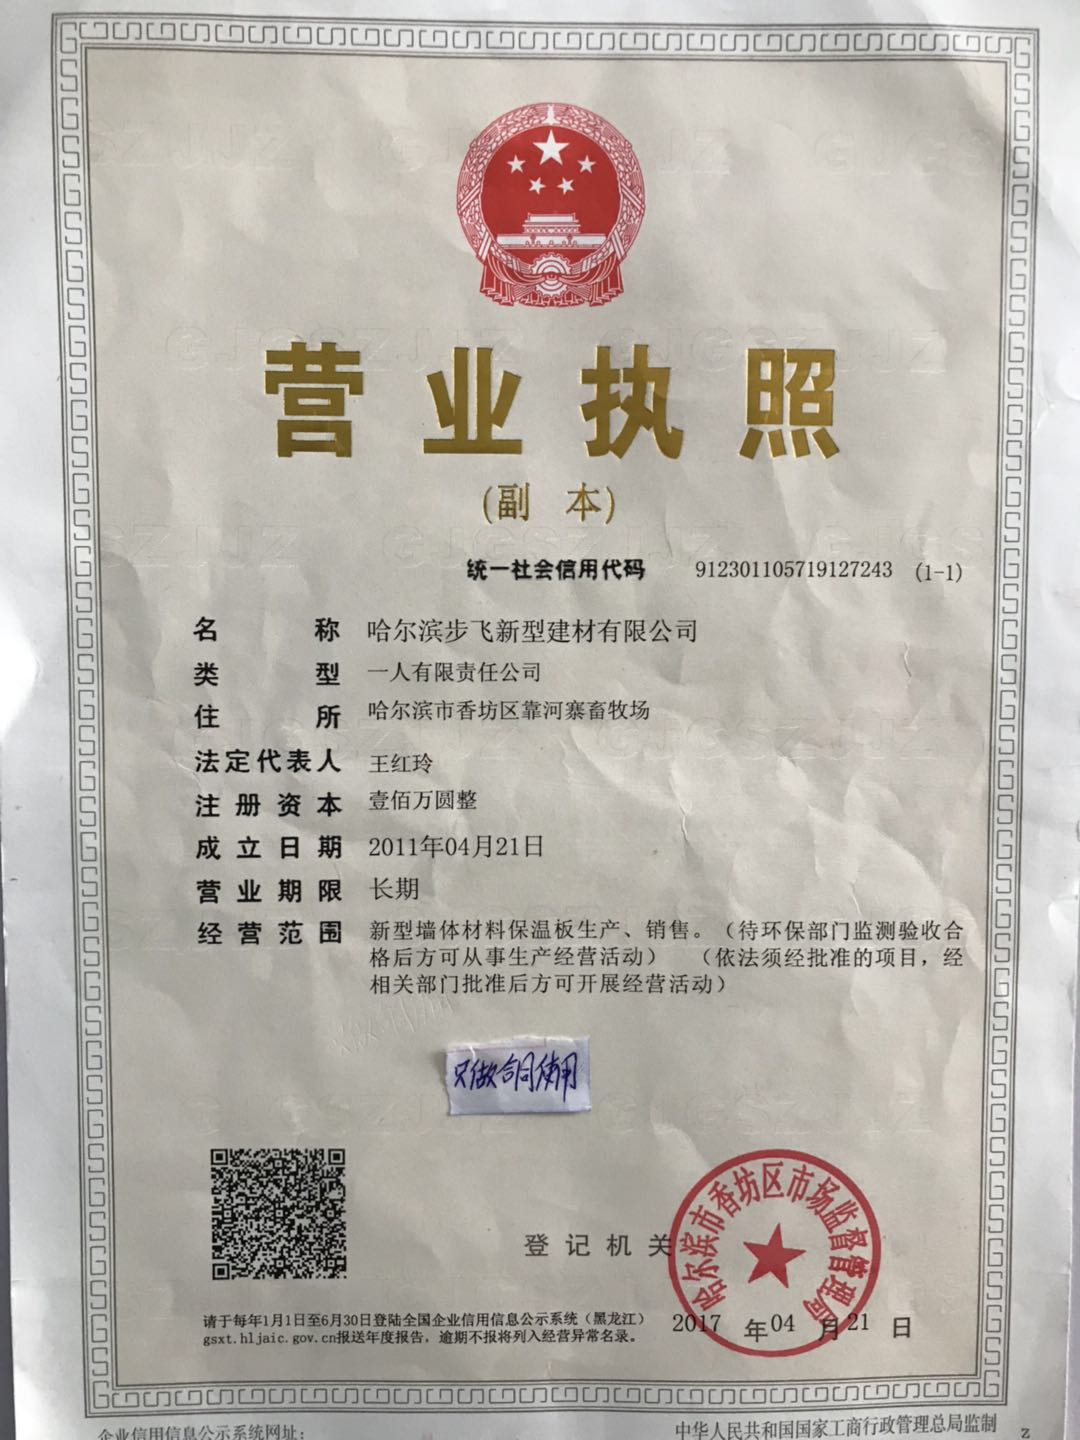 营业执照
(副 本)
统一社会信用代码 912301105719127243 (1-1)
名 称 哈尔滨步飞新型建材有限公司
类 型 一人有限责任公司
住 所 哈尔滨市香坊区靠河寨畜牧场
法定代表人 王红玲
注册资本 壹佰万圆整
成立日期 2011年04月21日
营业期限 长期
经营范围 新型墙体材料保温板生产、销售。（待环保部门监测验收合
格后方可从事生产经营活动） （依法须经批准的项目，经
相关部门批准后方可开展经营活动）
只做合同使用
哈尔滨市香坊区市场监督管理局
登记机关
2017 年 04 月 21 日
请于每年1月1日至6月30日登陆全国企业信用信息公示系统（黑龙江）
gsxt.hljaic.gov.cn报送年度报告，逾期不报将列入经营异常名录。
企业信用信息公示系统网址：
中华人民共和国国家工商行政管理总局监制
Z